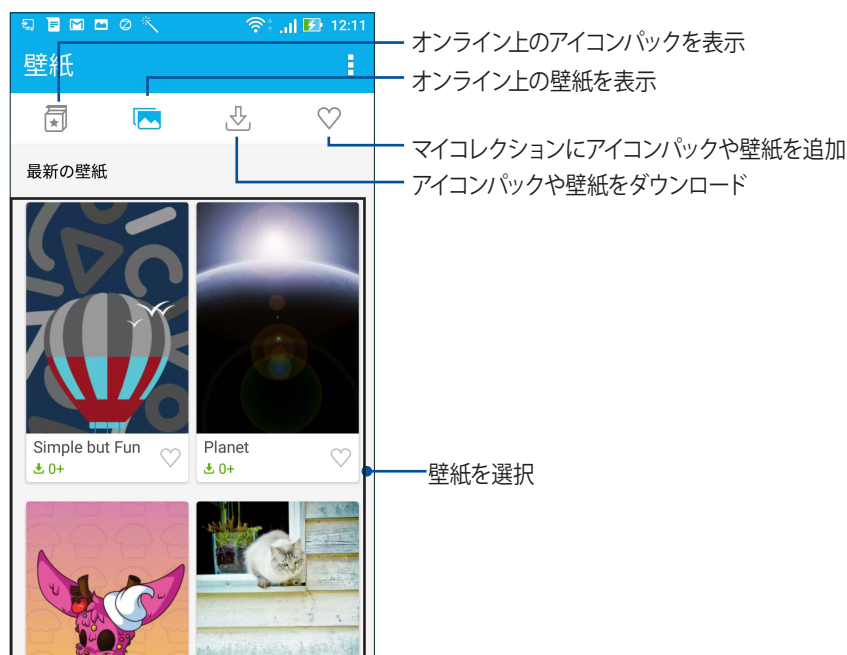 12:11
壁紙
オンライン上のアイコンパックを表示
オンライン上の壁紙を表示
マイコレクションにアイコンパックや壁紙を追加
アイコンパックや壁紙をダウンロード
最新の壁紙
Simple but Fun
0+
Planet
0+
壁紙を選択